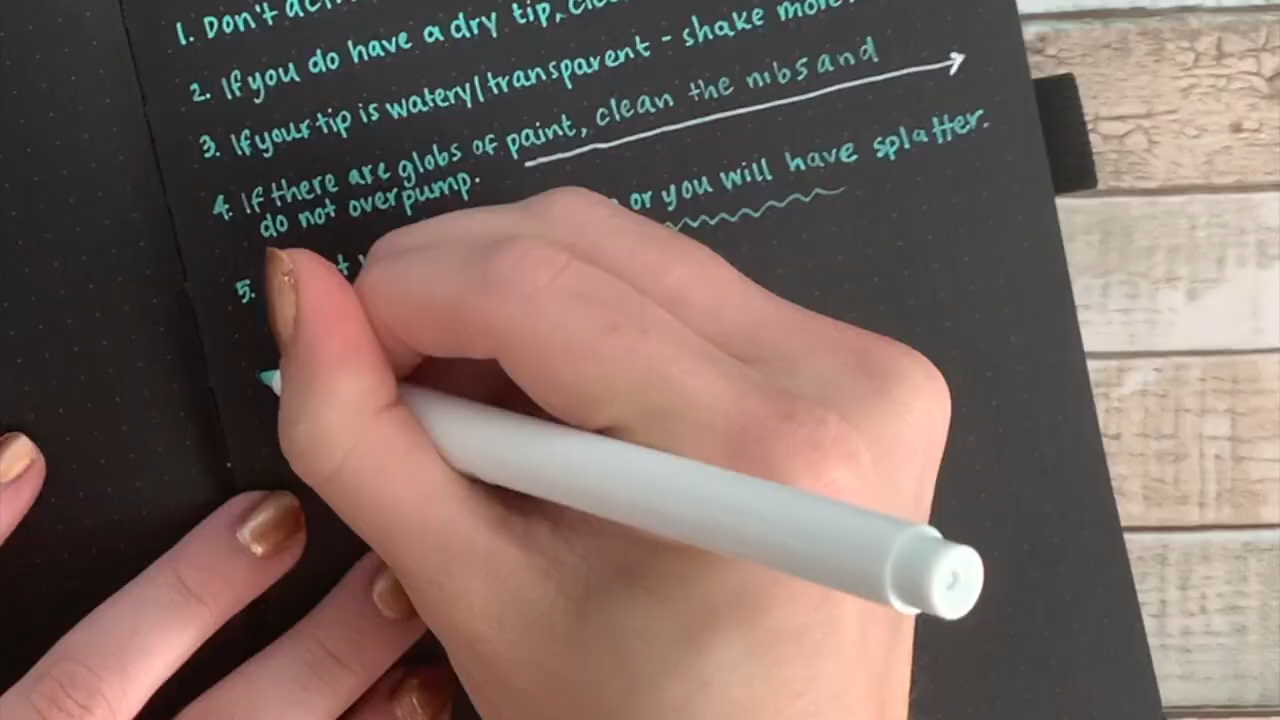 1. Don't
2. If you do have a dry tip,
3. If your tip is watery/transparent - shake more
4. If there are globs of paint, clean the nibs and
do not overpump.
5. or you will have splatter.